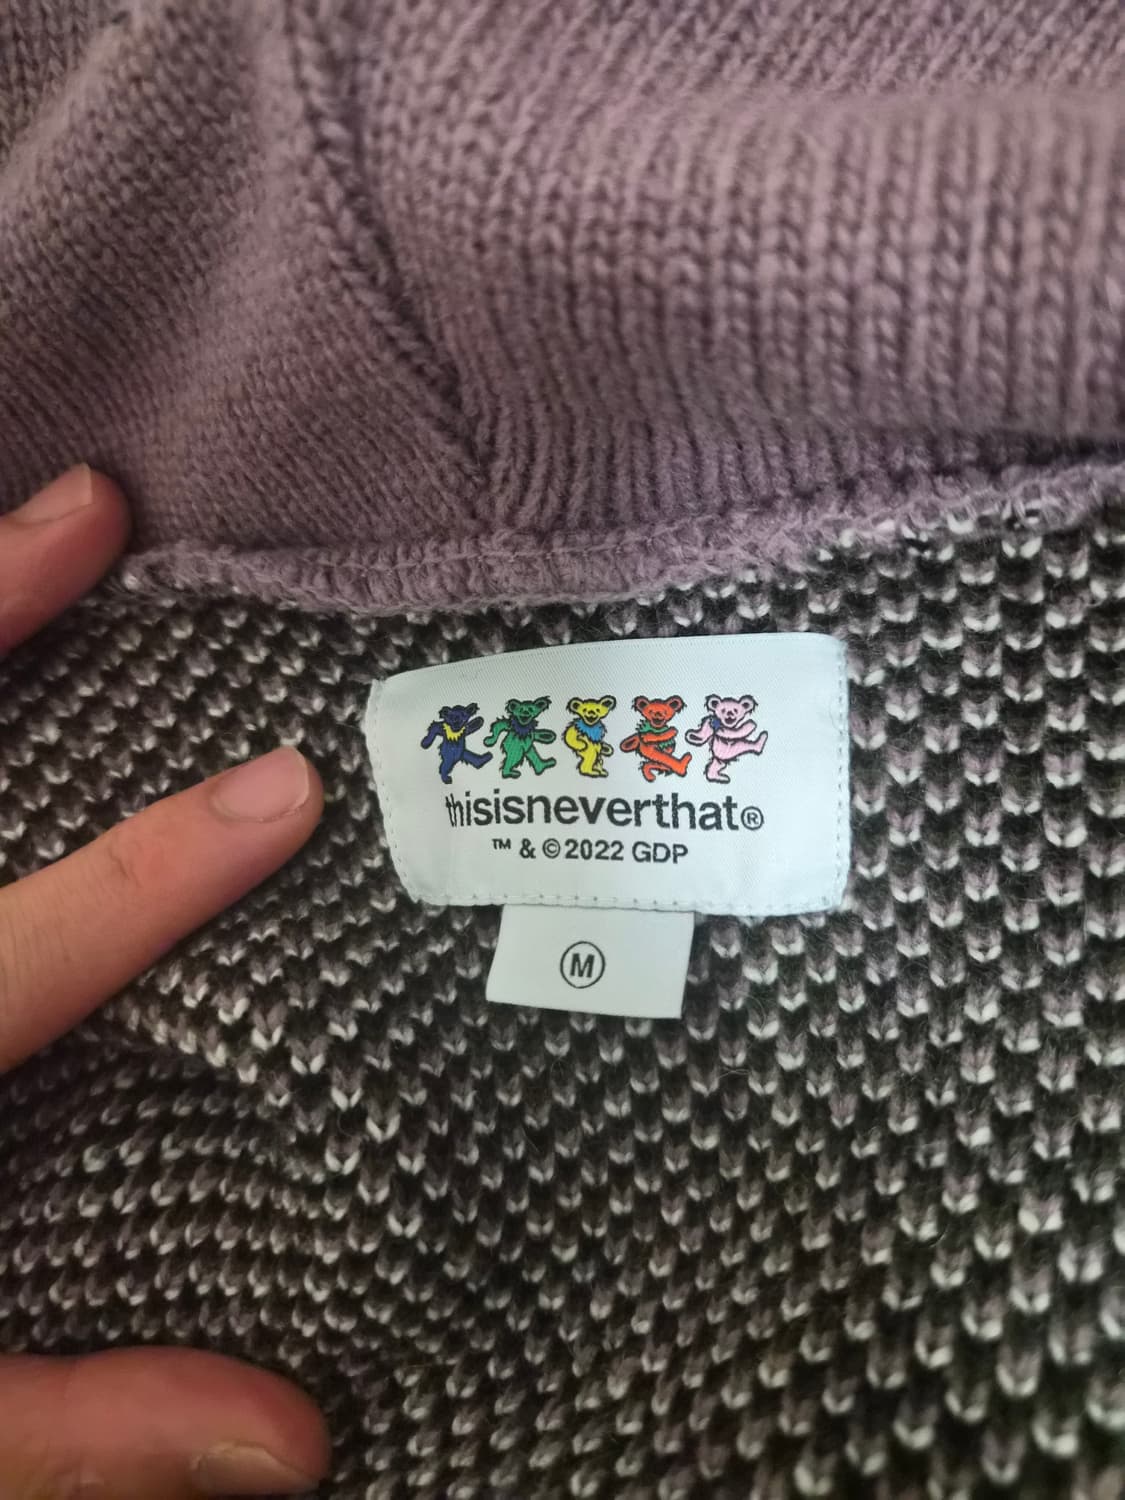 thisisneverthat®
™ & ©2022 GDP
M